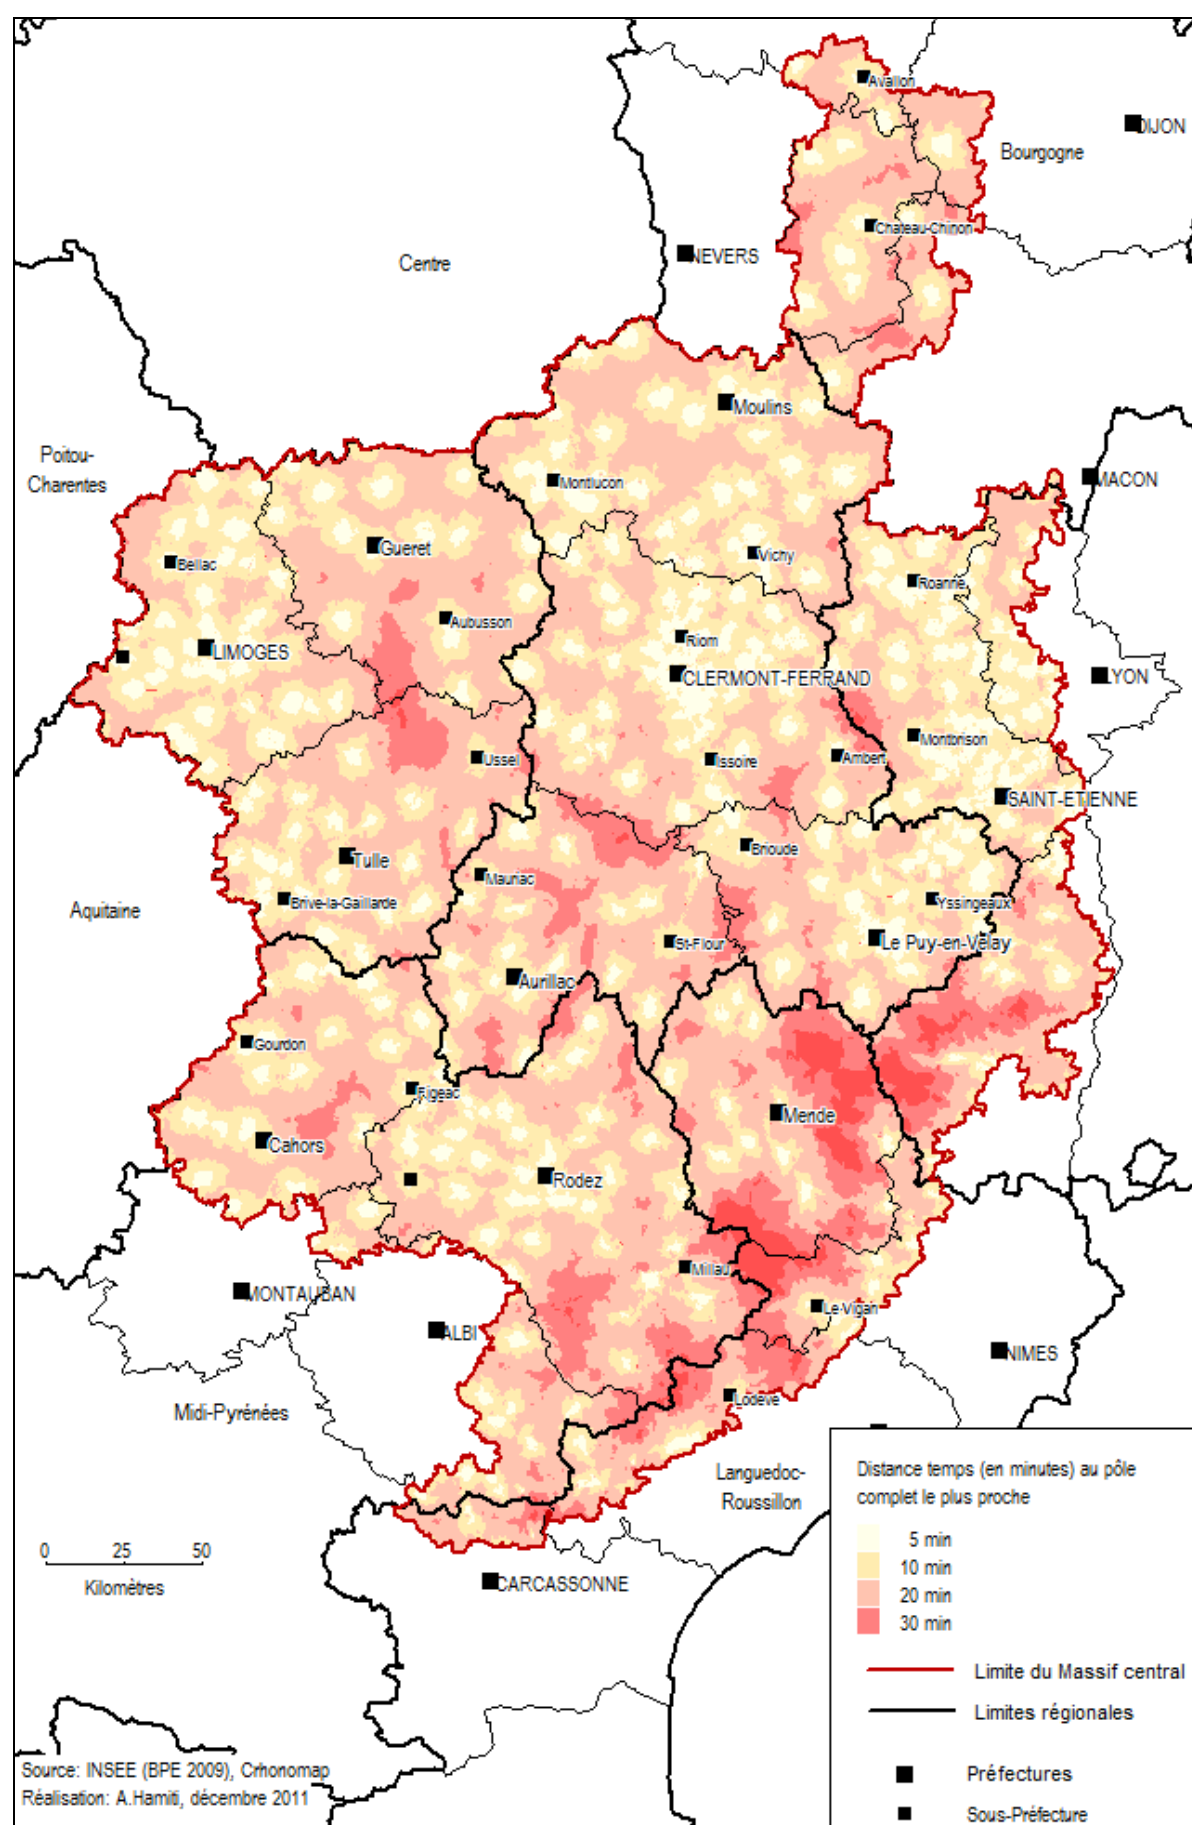 Avallon
DIJON
Bourgogne
Chateau-Chinon
NEVERS
Centre
Moulins
Poitou-
Charentes
MACON
Montlucon
Gueret
Vichy
Bellac
Roanne
Aubusson
Riom
LIMOGES
CLERMONT-FERRAND
LYON
Montbrison
Ussel
Issoire
Ambert
SAINT-ETIENNE
Tulle
Brioude
Mauriac
Aquitaine
Brive-la-Gaillarde
Yssingeaux
St-Flour
Le Puy-en-Velay
Aurillac
Gourdon
Figeac
Mende
Cahors
Rodez
Millau
MONTAUBAN
Le-Vigan
ALBI
NIMES
Lodeve
Midi-Pyrénées
Languedoc-
Roussillon
Distance temps (en minutes) au pôle
complet le plus proche
5 min
10 min
20 min
30 min
0 25 50
Kilomètres
CARCASSONNE
Limite du Massif central
Limites régionales
Préfectures
Sous-Préfecture
Source: INSEE (BPE 2009), Crhonomap
Réalisation: A.Hamiti, décembre 2011